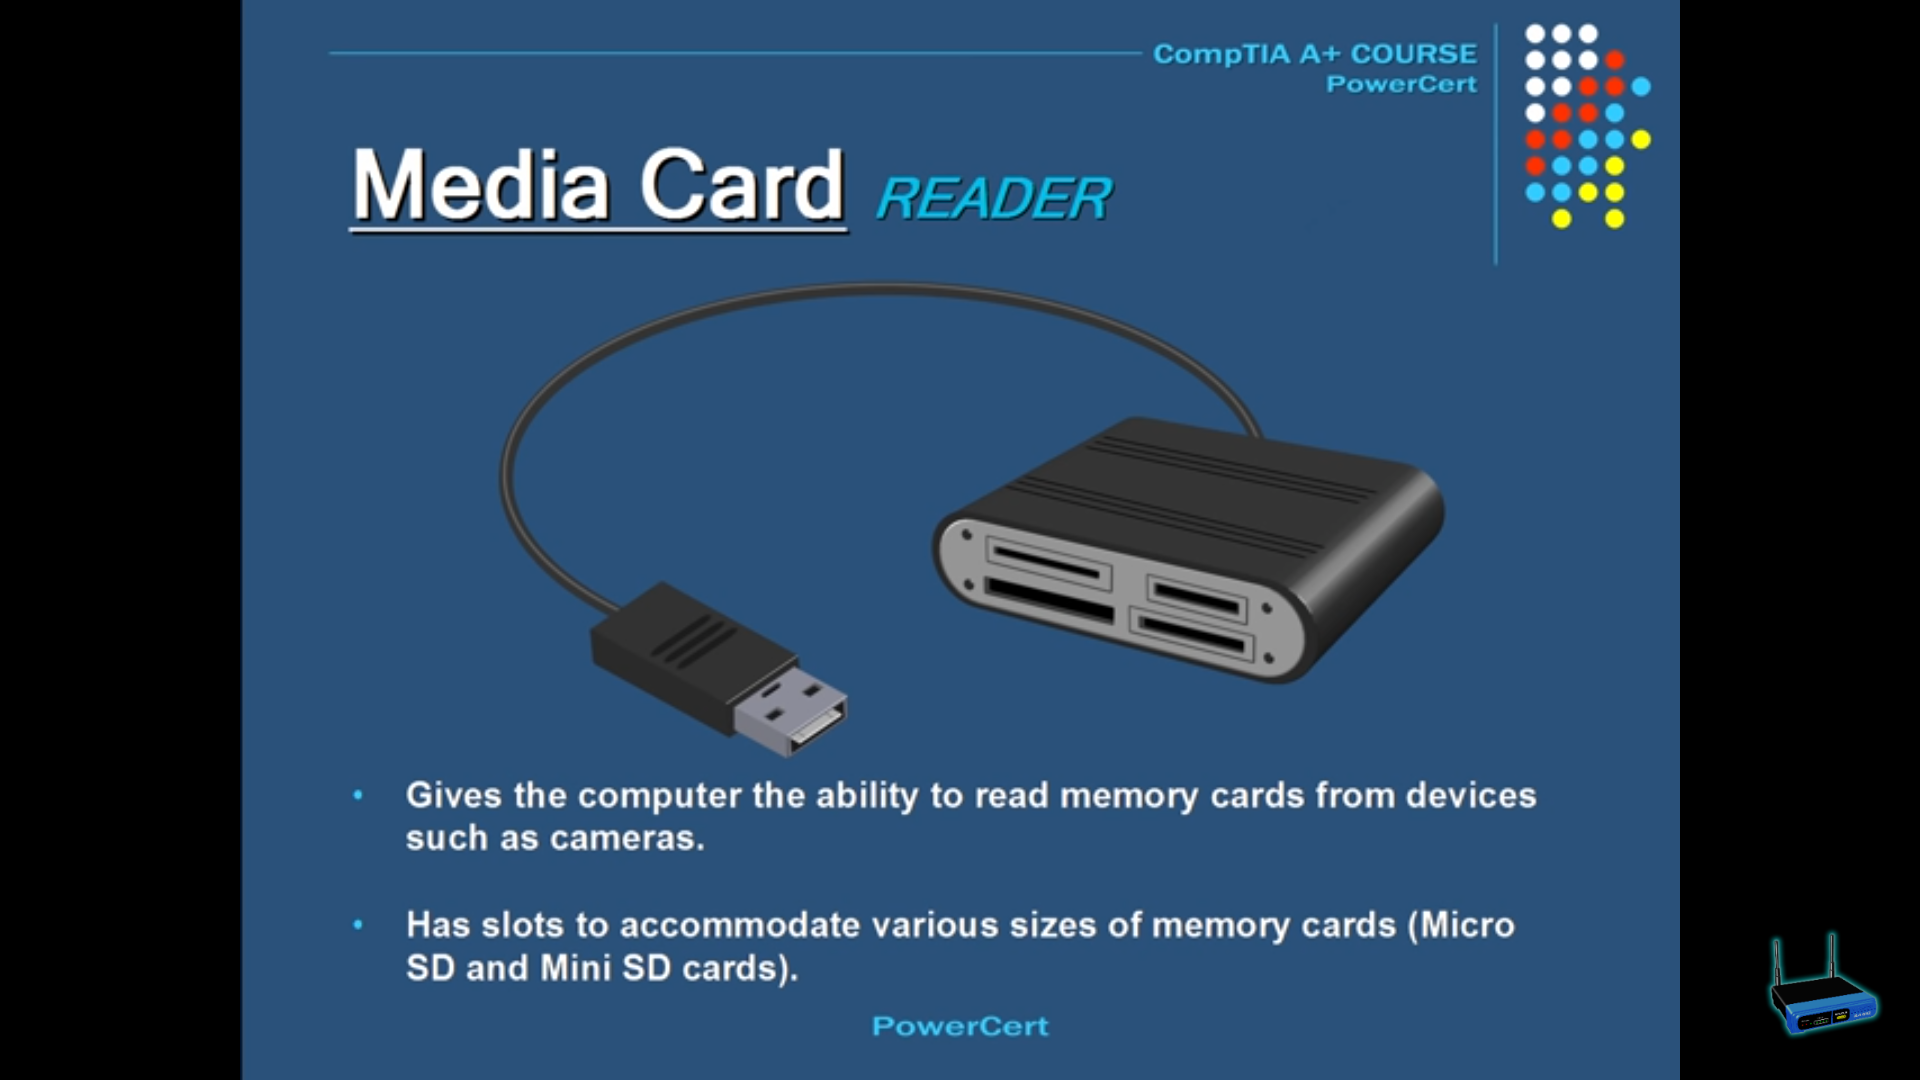 CompTIA A+ COURSE
PowerCert
Media Card READER
• Gives the computer the ability to read memory cards from devices
such as cameras.
• Has slots to accommodate various sizes of memory cards (Micro
SD and Mini SD cards).
PowerCert